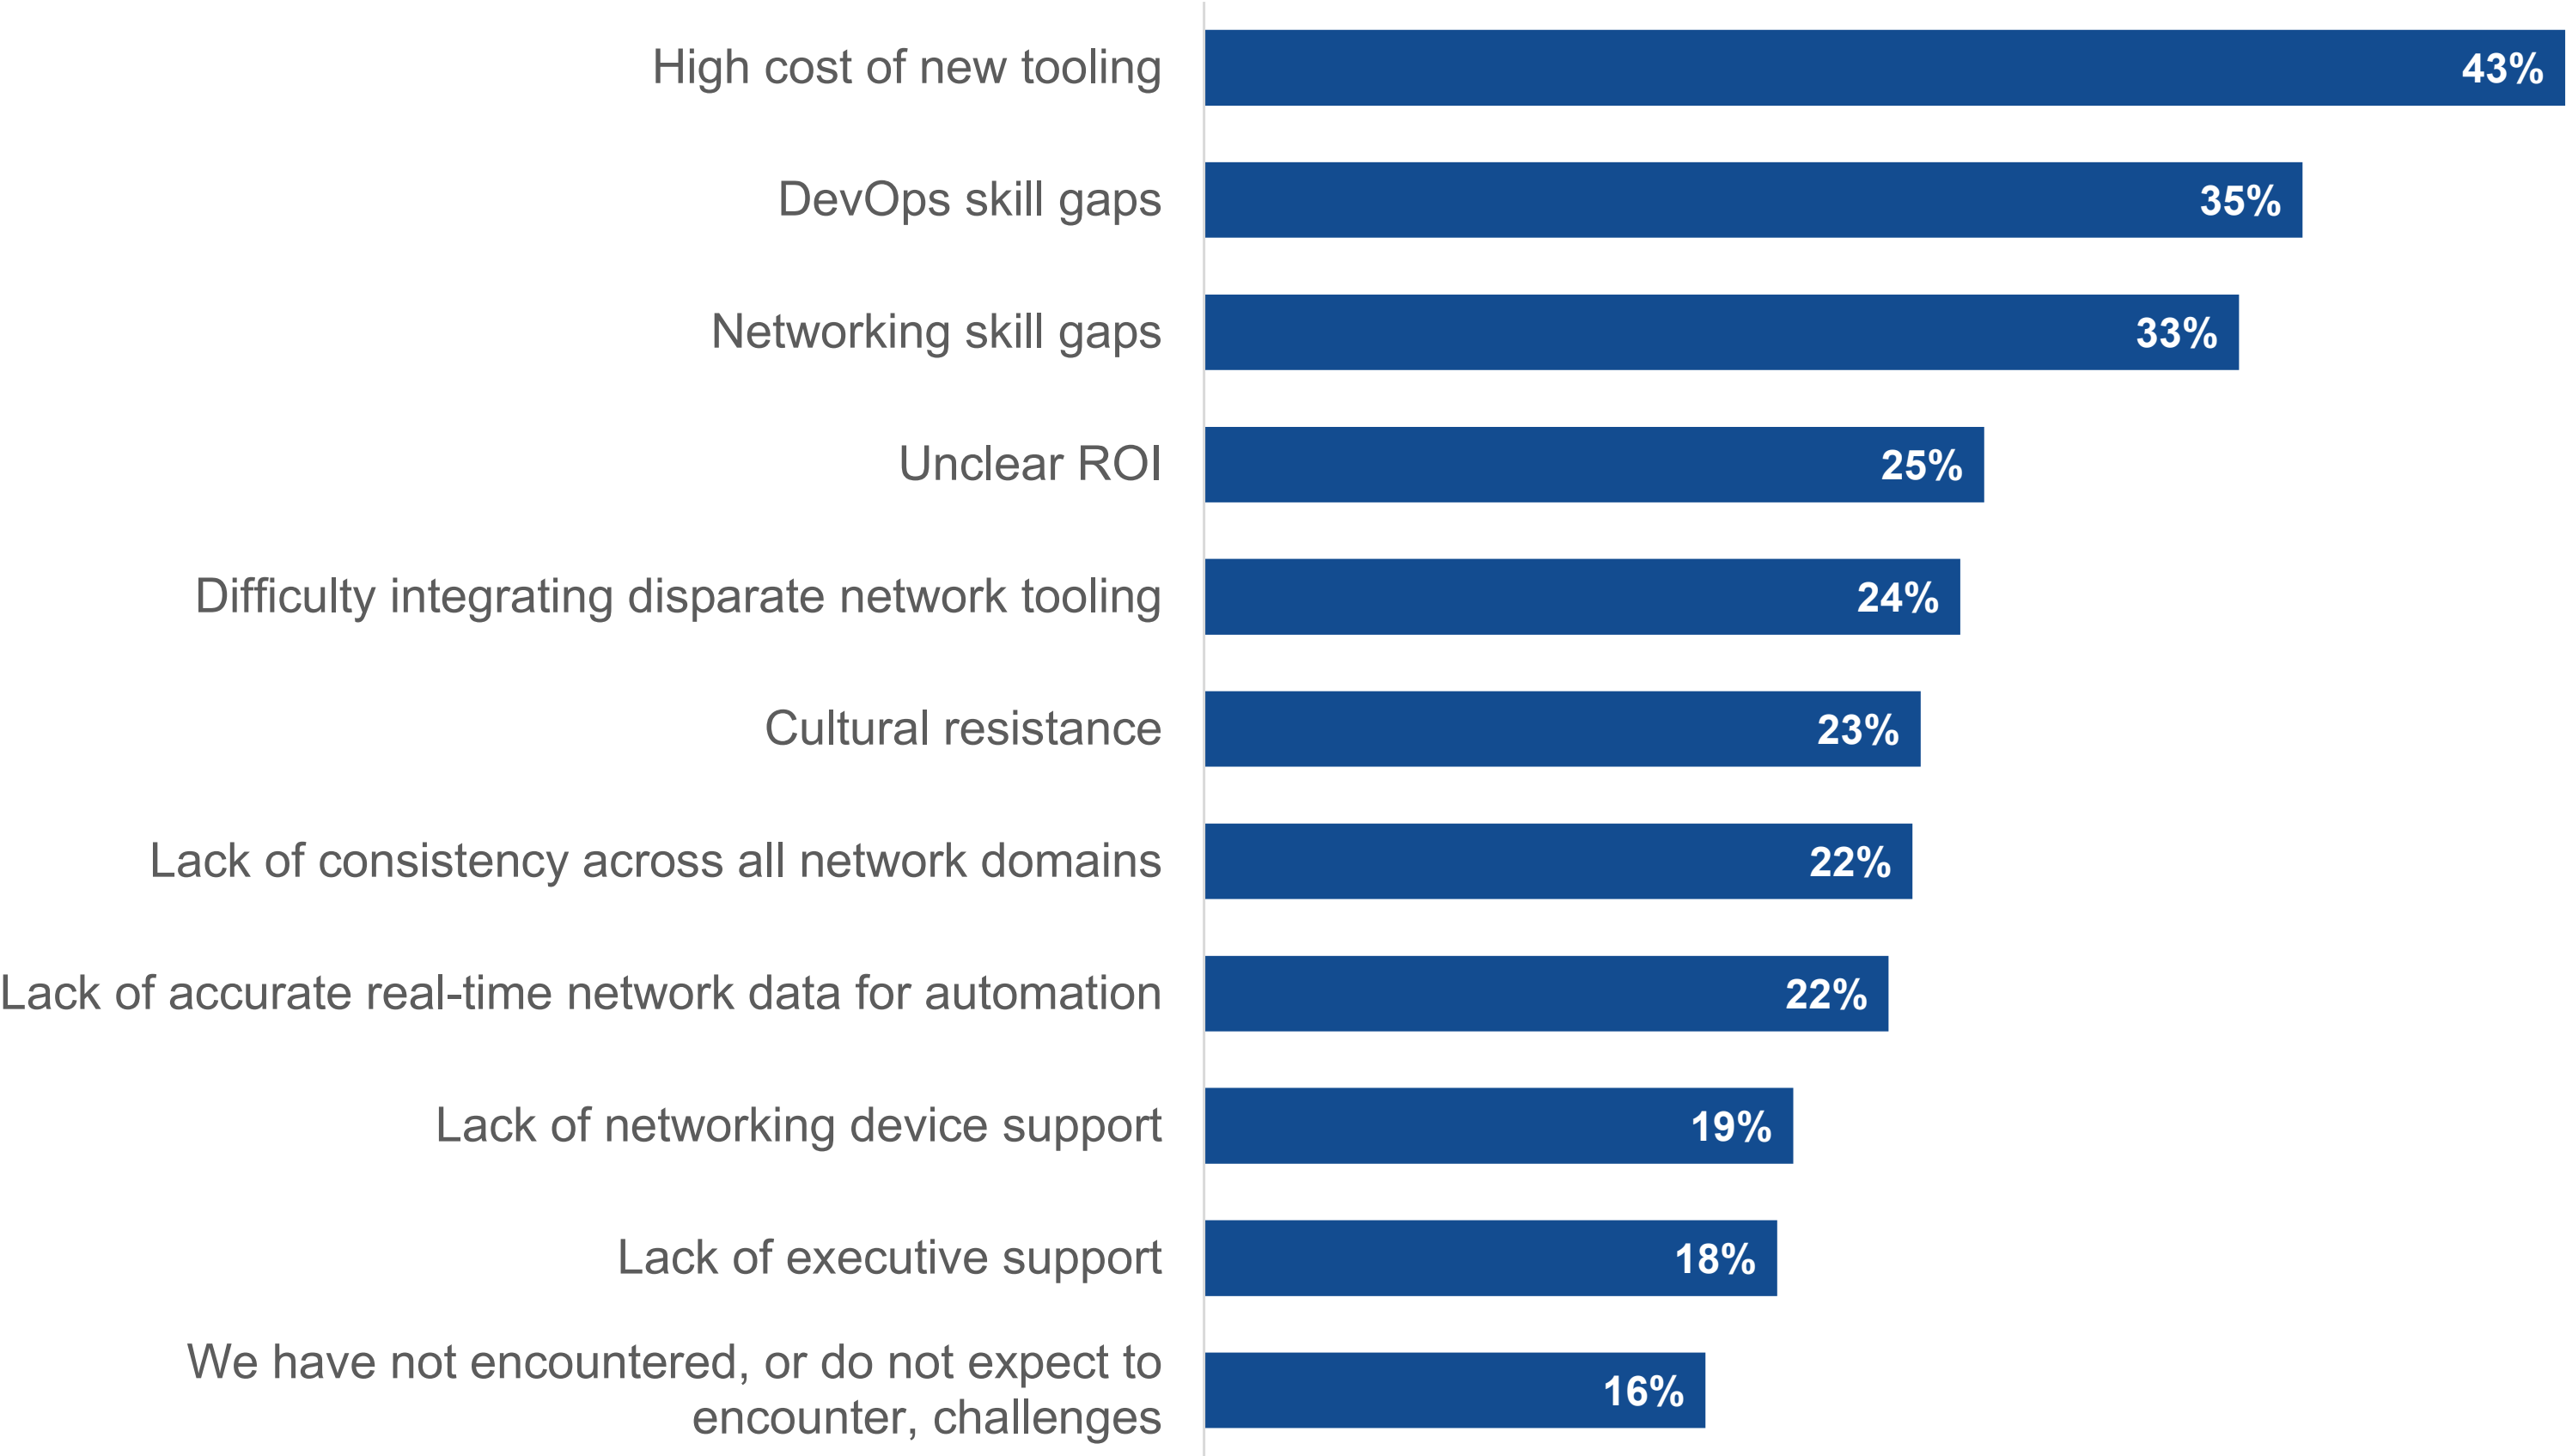 High cost of new tooling 43%
DevOps skill gaps 35%
Networking skill gaps 33%
Unclear ROI 25%
Difficulty integrating disparate network tooling 24%
Cultural resistance 23%
Lack of consistency across all network domains 22%
Lack of accurate real-time network data for automation 22%
Lack of networking device support 19%
Lack of executive support 18%
We have not encountered, or do not expect to
encounter, challenges 16%